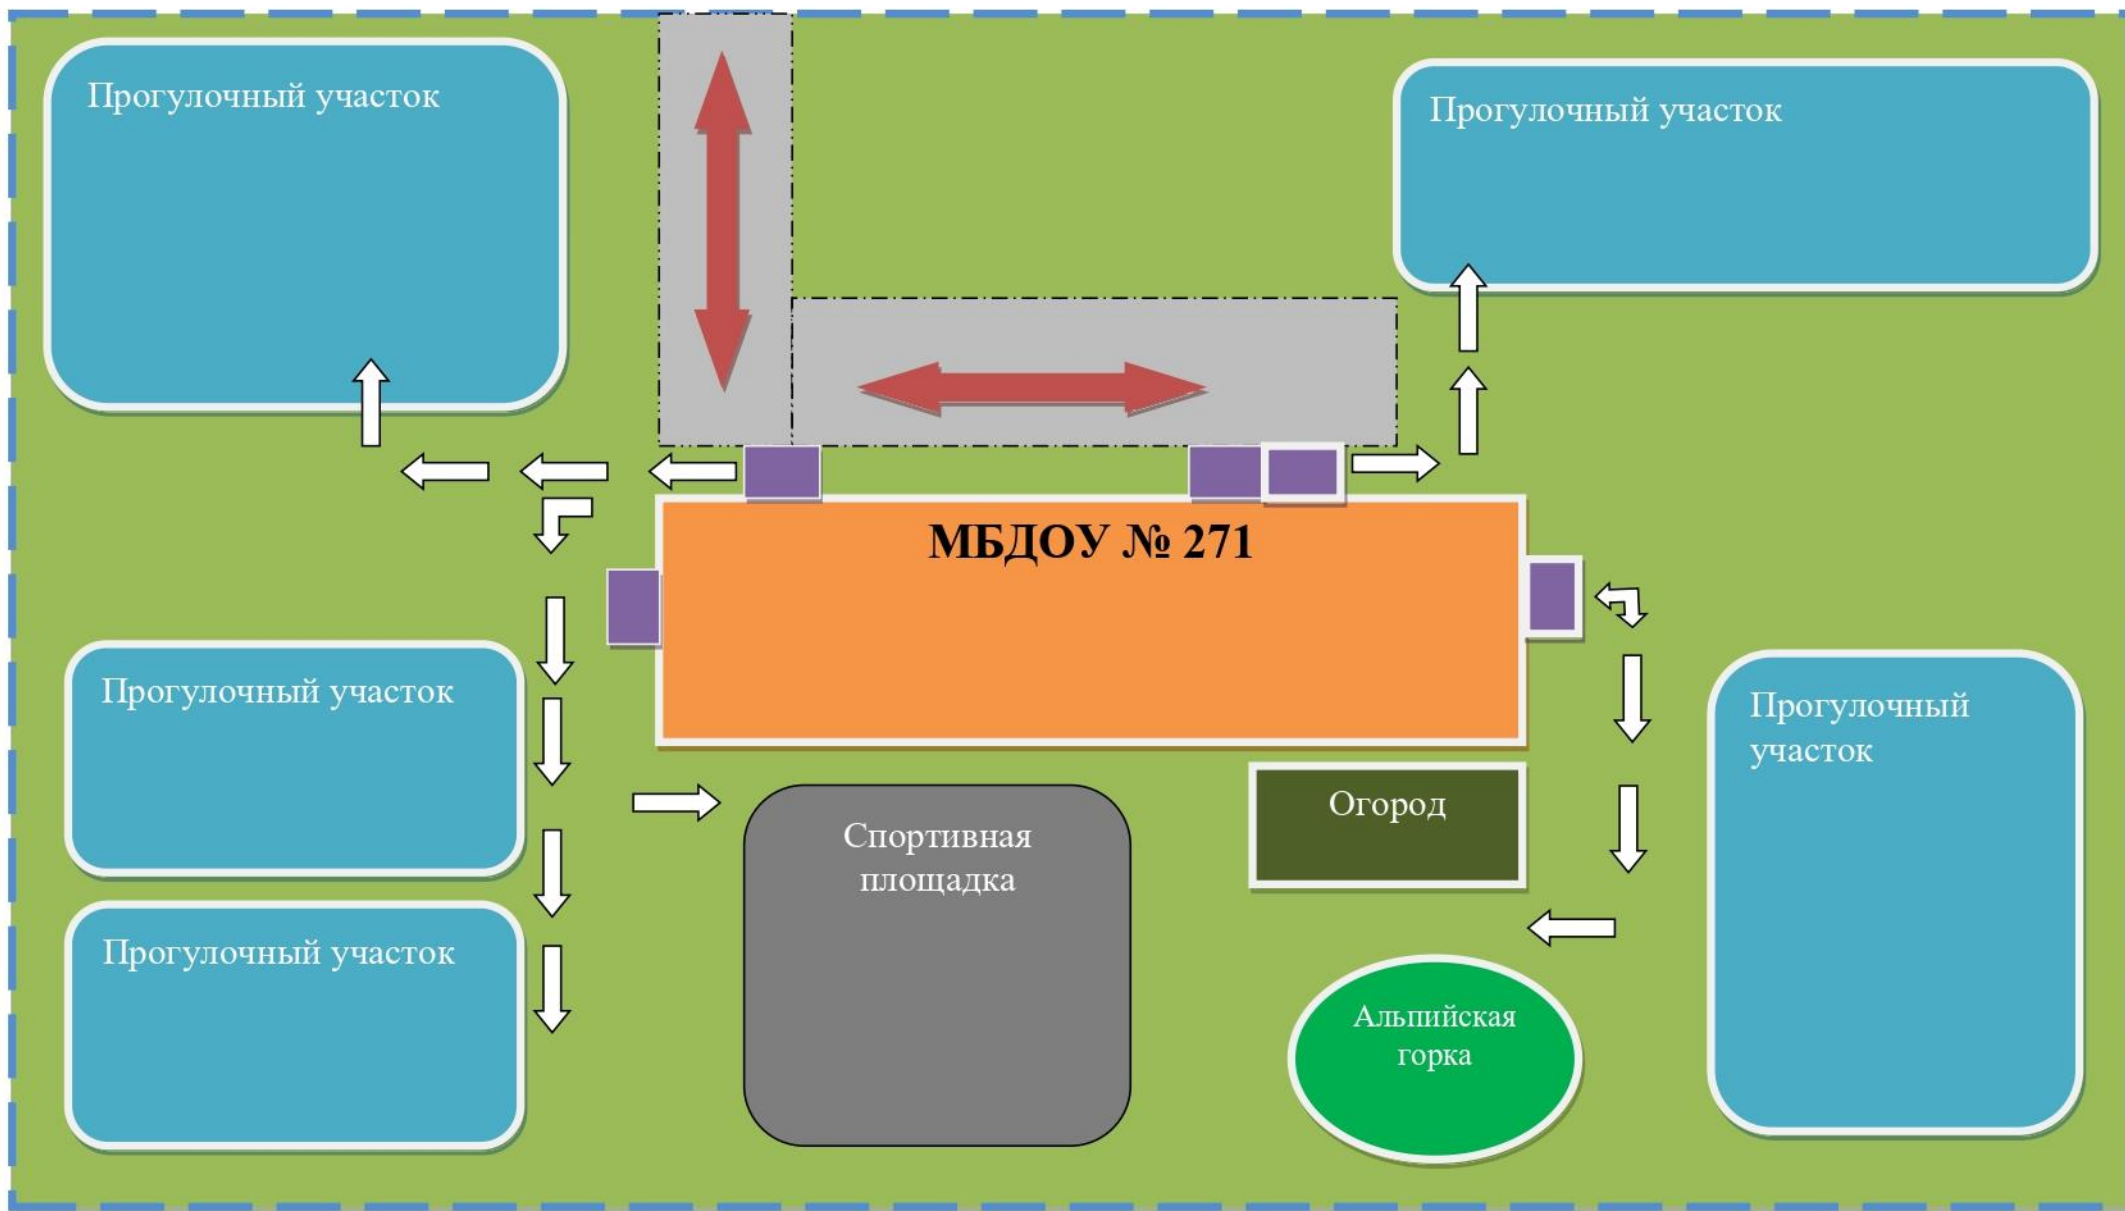 Прогулочный участок
Прогулочный участок
МБДОУ № 271
Прогулочный участок
Прогулочный
участок
Огород
Спортивная
площадка
Прогулочный участок
Альпийская
горка